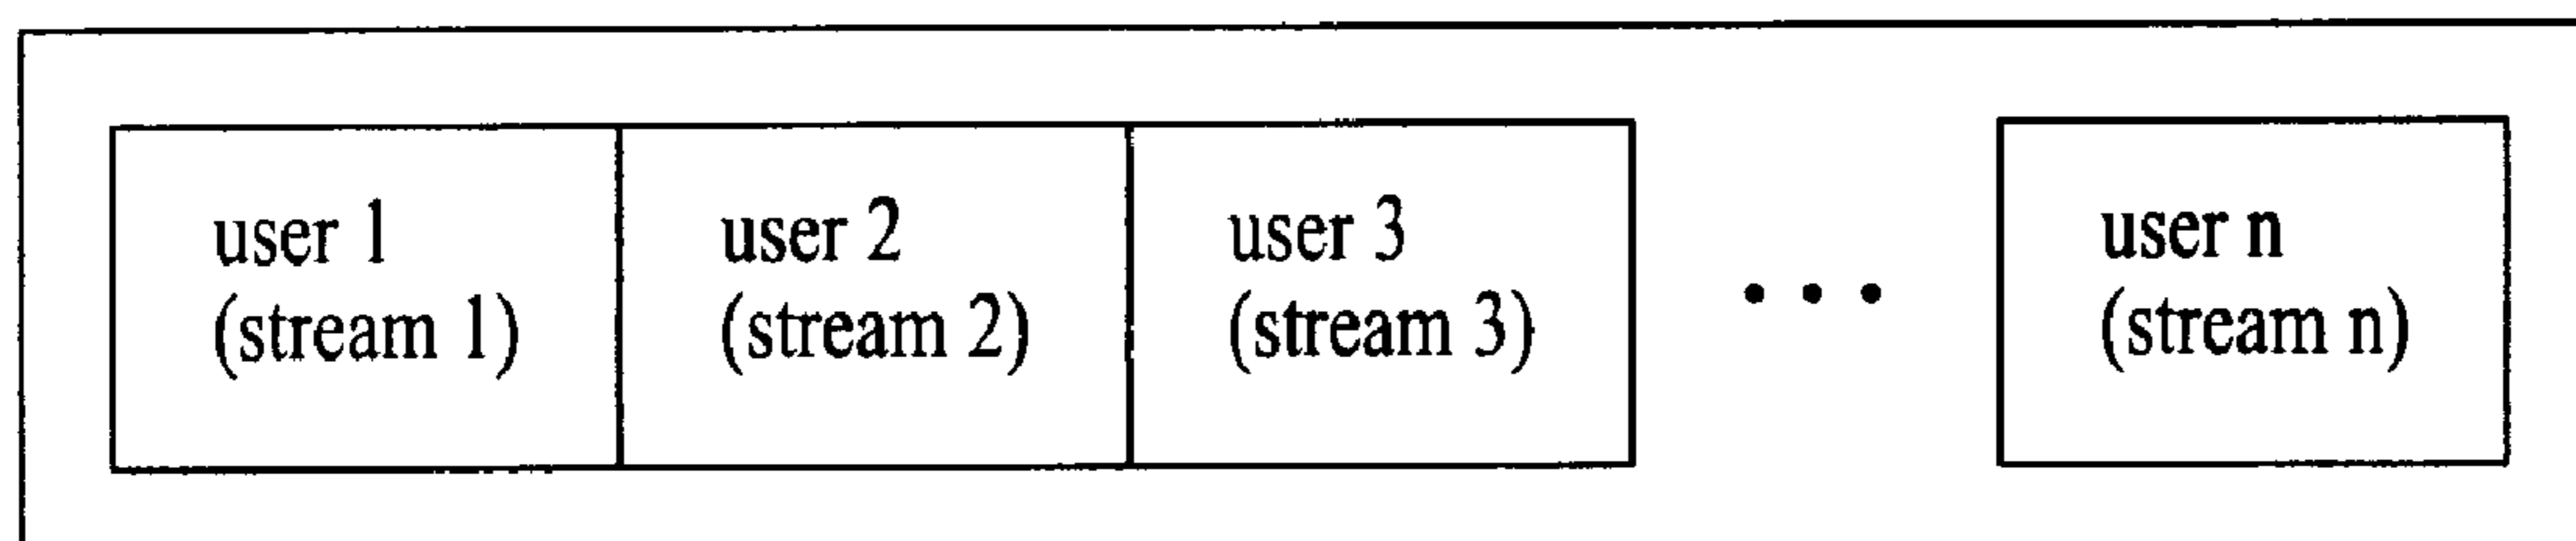 user 1
(stream 1)
user 2
(stream 2)
user 3
(stream 3)
• • •
user n
(stream n)